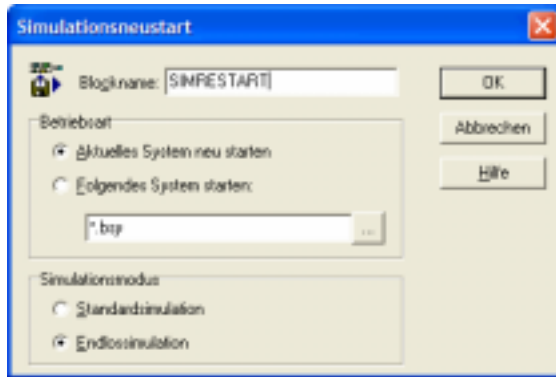 Simulationsneustart
Blockname: SIMRESTART
OK
Betriebsart
Abbrechen
Aktuelles System neu starten
Hilfe
Folgendes System starten:
*.bsy
...
Simulationsmodus
Standardsimulation
Endlossimulation